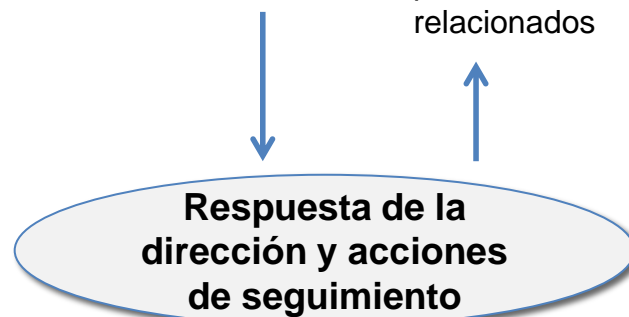 relacionados
Respuesta de la
dirección y acciones
de seguimiento